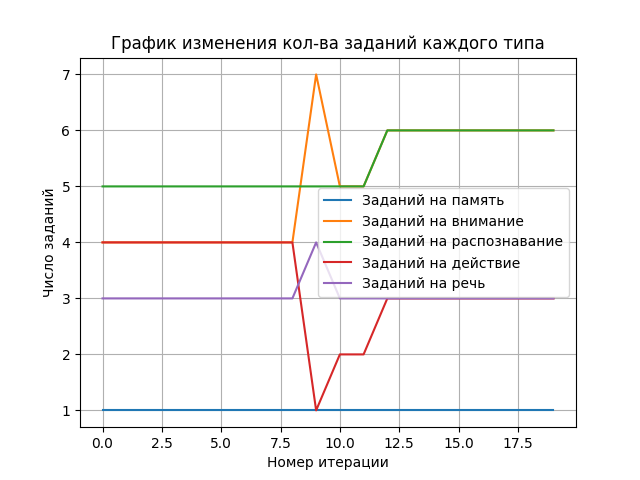 График изменения кол-ва заданий каждого типа
7
6
5
4
3
2
1
Число заданий
Заданий на память
Заданий на внимание
Заданий на распознавание
Заданий на действие
Заданий на речь
0.0 2.5 5.0 7.5 10.0 12.5 15.0 17.5
Номер итерации